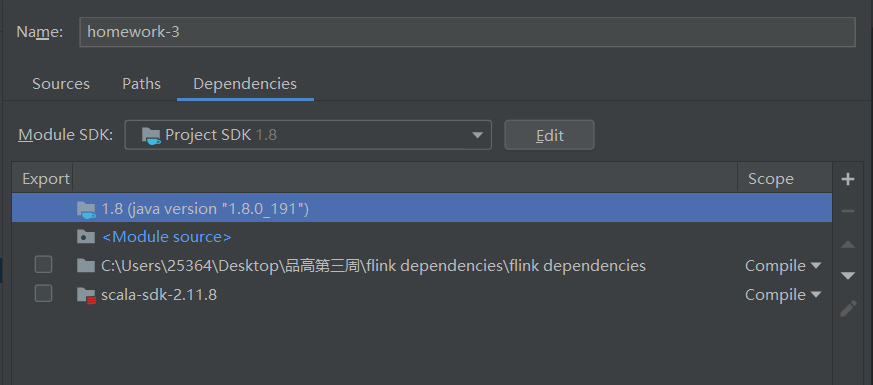 Name: homework-3
Sources Paths Dependencies
Module SDK: Project SDK 1.8 Edit
Export Scope
1.8 (java version "1.8.0_191")
<Module source>
C:\Users\25364\Desktop\品高第三周\flink dependencies\flink dependencies Compile
scala-sdk-2.11.8 Compile